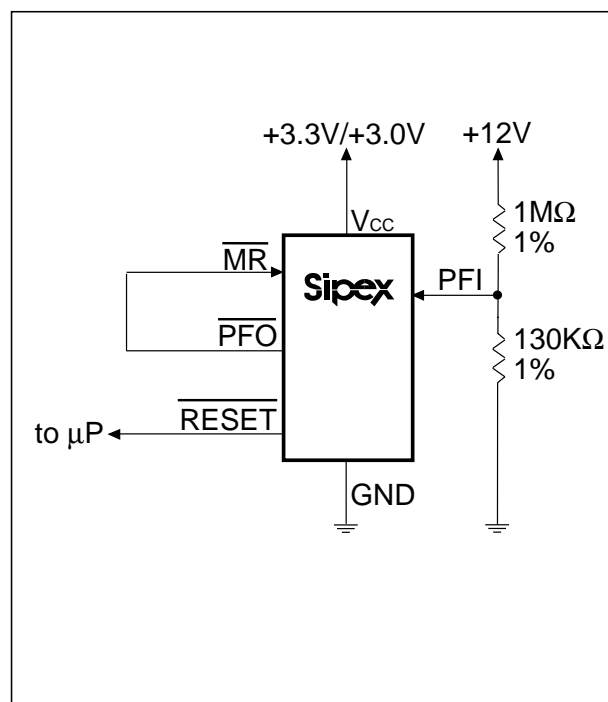 +3.3V/+3.0V
+12V
VCC
1MΩ
1%
MR
Sipex
PFI
PFO
130KΩ
1%
RESET
to µP
GND